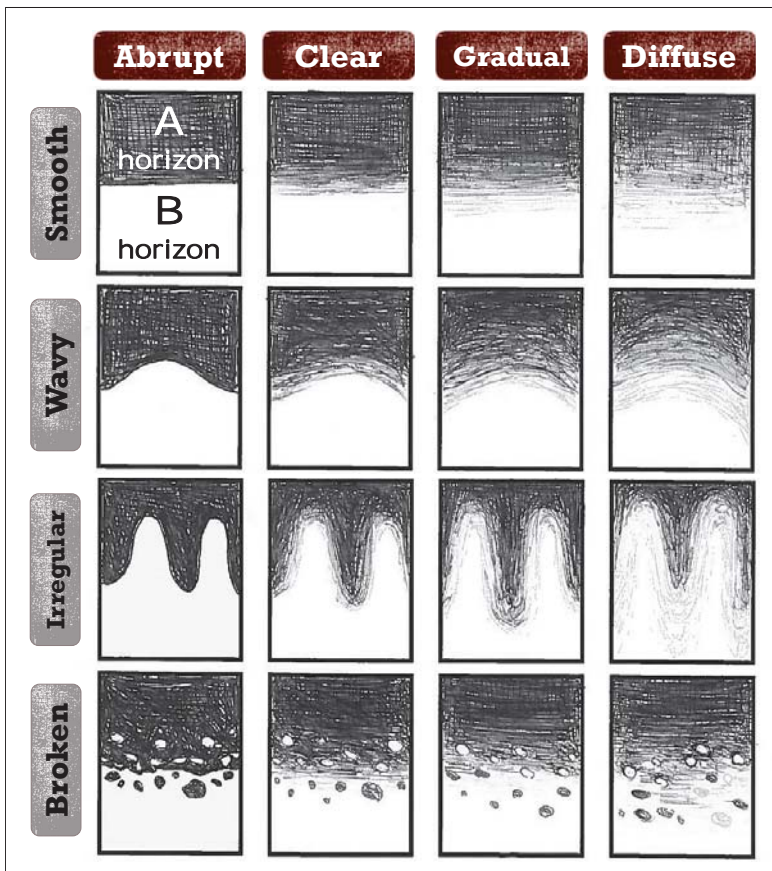 Abrupt
Clear
Gradual
Diffuse
Smooth
A
horizon
B
horizon
Wavy
Irregular
Broken